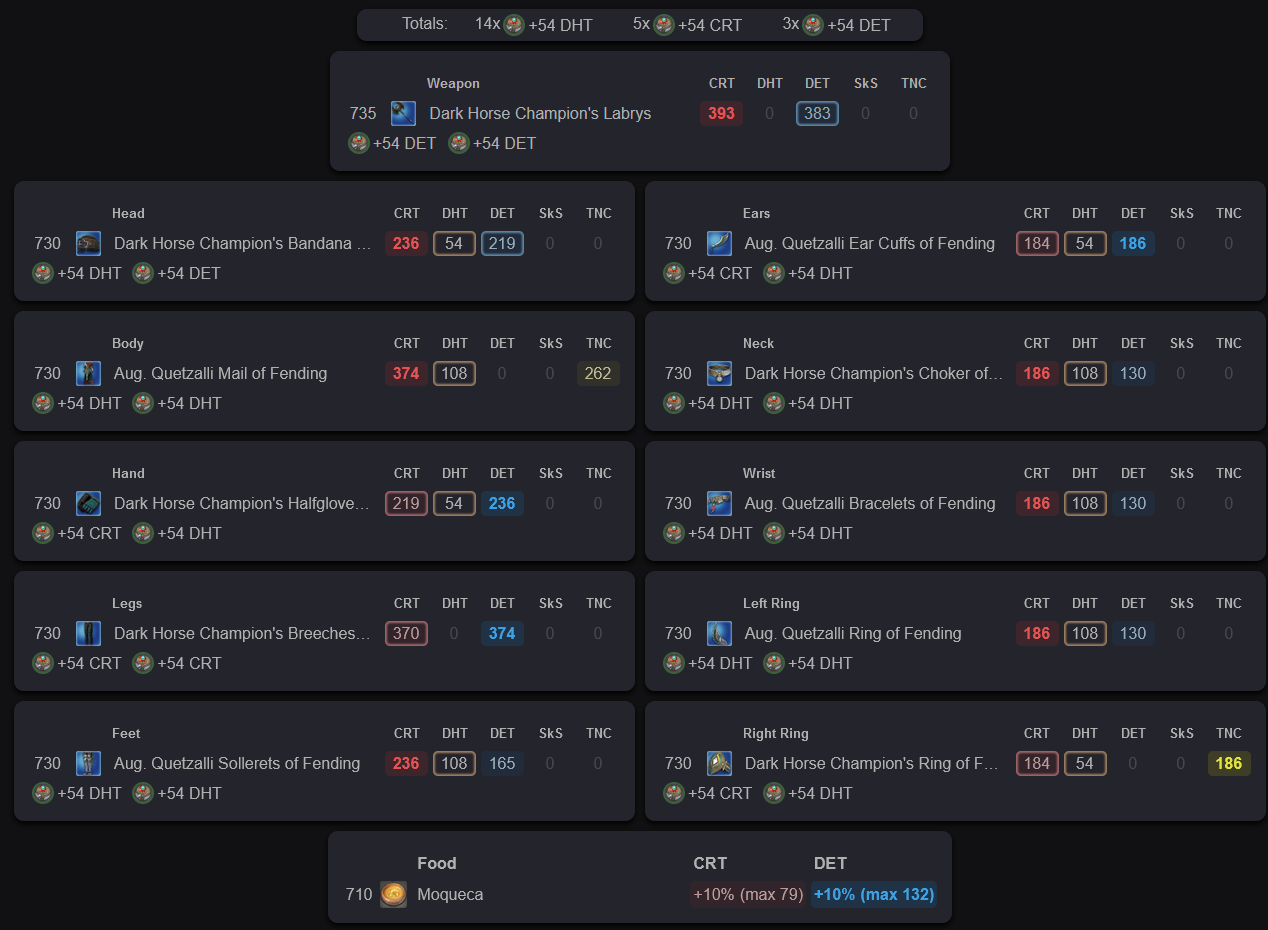 Totals: 14x +54 DHT 5x +54 CRT 3x +54 DET
Weapon CRT DHT DET SkS TNC
735 Dark Horse Champion's Labrys 393 0 383 0 0
+54 DET +54 DET
Head CRT DHT DET SkS TNC
730 Dark Horse Champion's Bandana ... 236 54 219 0 0
+54 DHT +54 DET
Ears CRT DHT DET SkS TNC
730 Aug. Quetzalli Ear Cuffs of Fending 184 54 186 0 0
+54 CRT +54 DHT
Body CRT DHT DET SkS TNC
730 Aug. Quetzalli Mail of Fending 374 108 0 0 262
+54 DHT +54 DHT
Neck CRT DHT DET SkS TNC
730 Dark Horse Champion's Choker of... 186 108 130 0 0
+54 DHT +54 DHT
Hand CRT DHT DET SkS TNC
730 Dark Horse Champion's Halfglove... 219 54 236 0 0
+54 CRT +54 DHT
Wrist CRT DHT DET SkS TNC
730 Aug. Quetzalli Bracelets of Fending 186 108 130 0 0
+54 DHT +54 DHT
Legs CRT DHT DET SkS TNC
730 Dark Horse Champion's Breeches... 370 0 374 0 0
+54 CRT +54 CRT
Left Ring CRT DHT DET SkS TNC
730 Aug. Quetzalli Ring of Fending 186 108 130 0 0
+54 DHT +54 DHT
Feet CRT DHT DET SkS TNC
730 Aug. Quetzalli Sollerets of Fending 236 108 165 0 0
+54 DHT +54 DHT
Right Ring CRT DHT DET SkS TNC
730 Dark Horse Champion's Ring of F... 184 54 0 0 186
+54 CRT +54 DHT
Food CRT DET
710 Moqueca +10% (max 79) +10% (max 132)